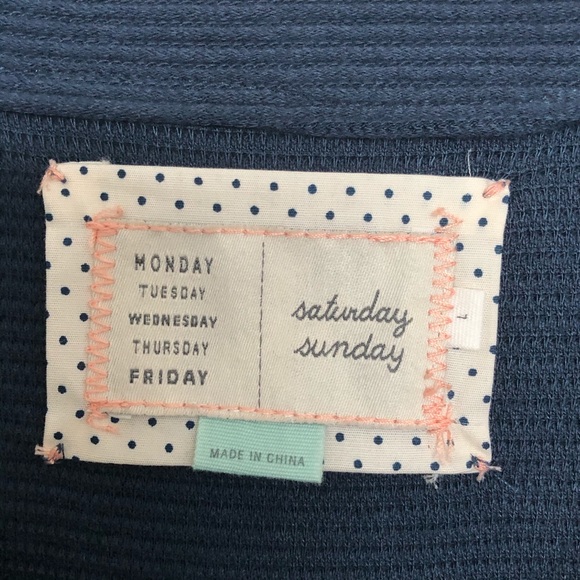 MONDAY
TUESDAY
WEDNESDAY
THURSDAY
FRIDAY
saturday
sunday
L
MADE IN CHINA